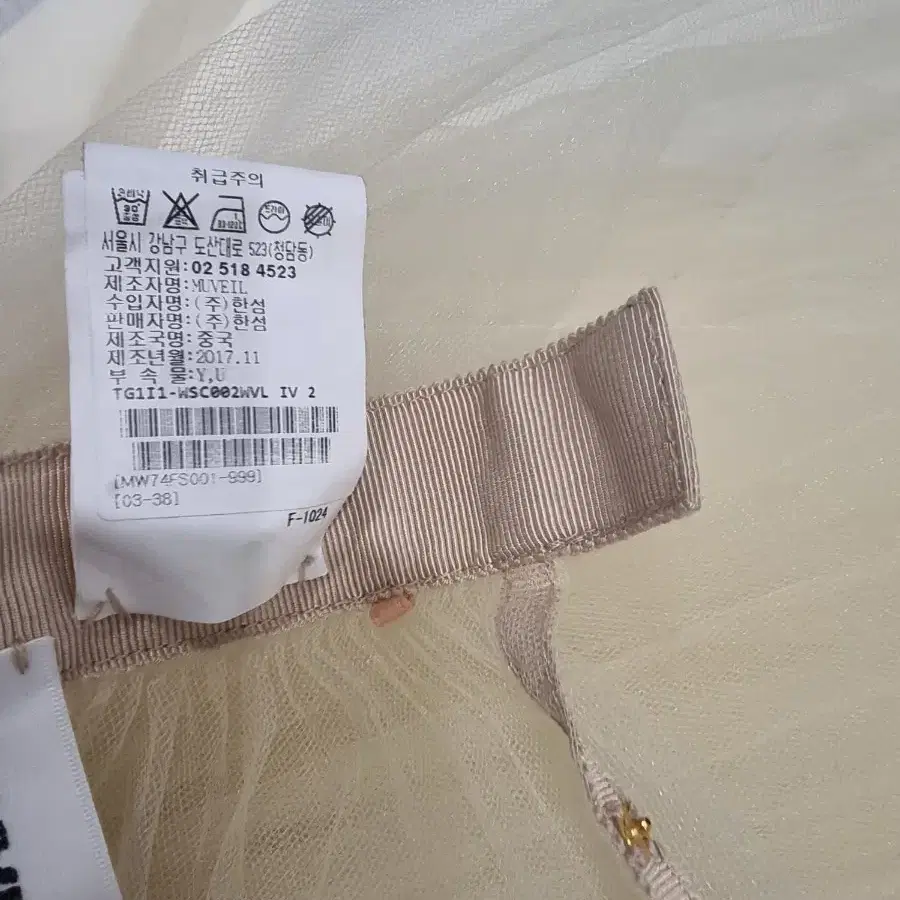 취급주의
서울시 강남구 도산대로 523(청담동)
고객지원:02 518 4523
제조자명:MUVEIL
수입자명:(주)한섬
판매자명:(주)한섬
제조국명:중국
제조년월:2017.11
부 속 물:Y,U
TG1I1-WSC002WVL IV 2
[MW74FS001-999]
[03-38]
F-1024